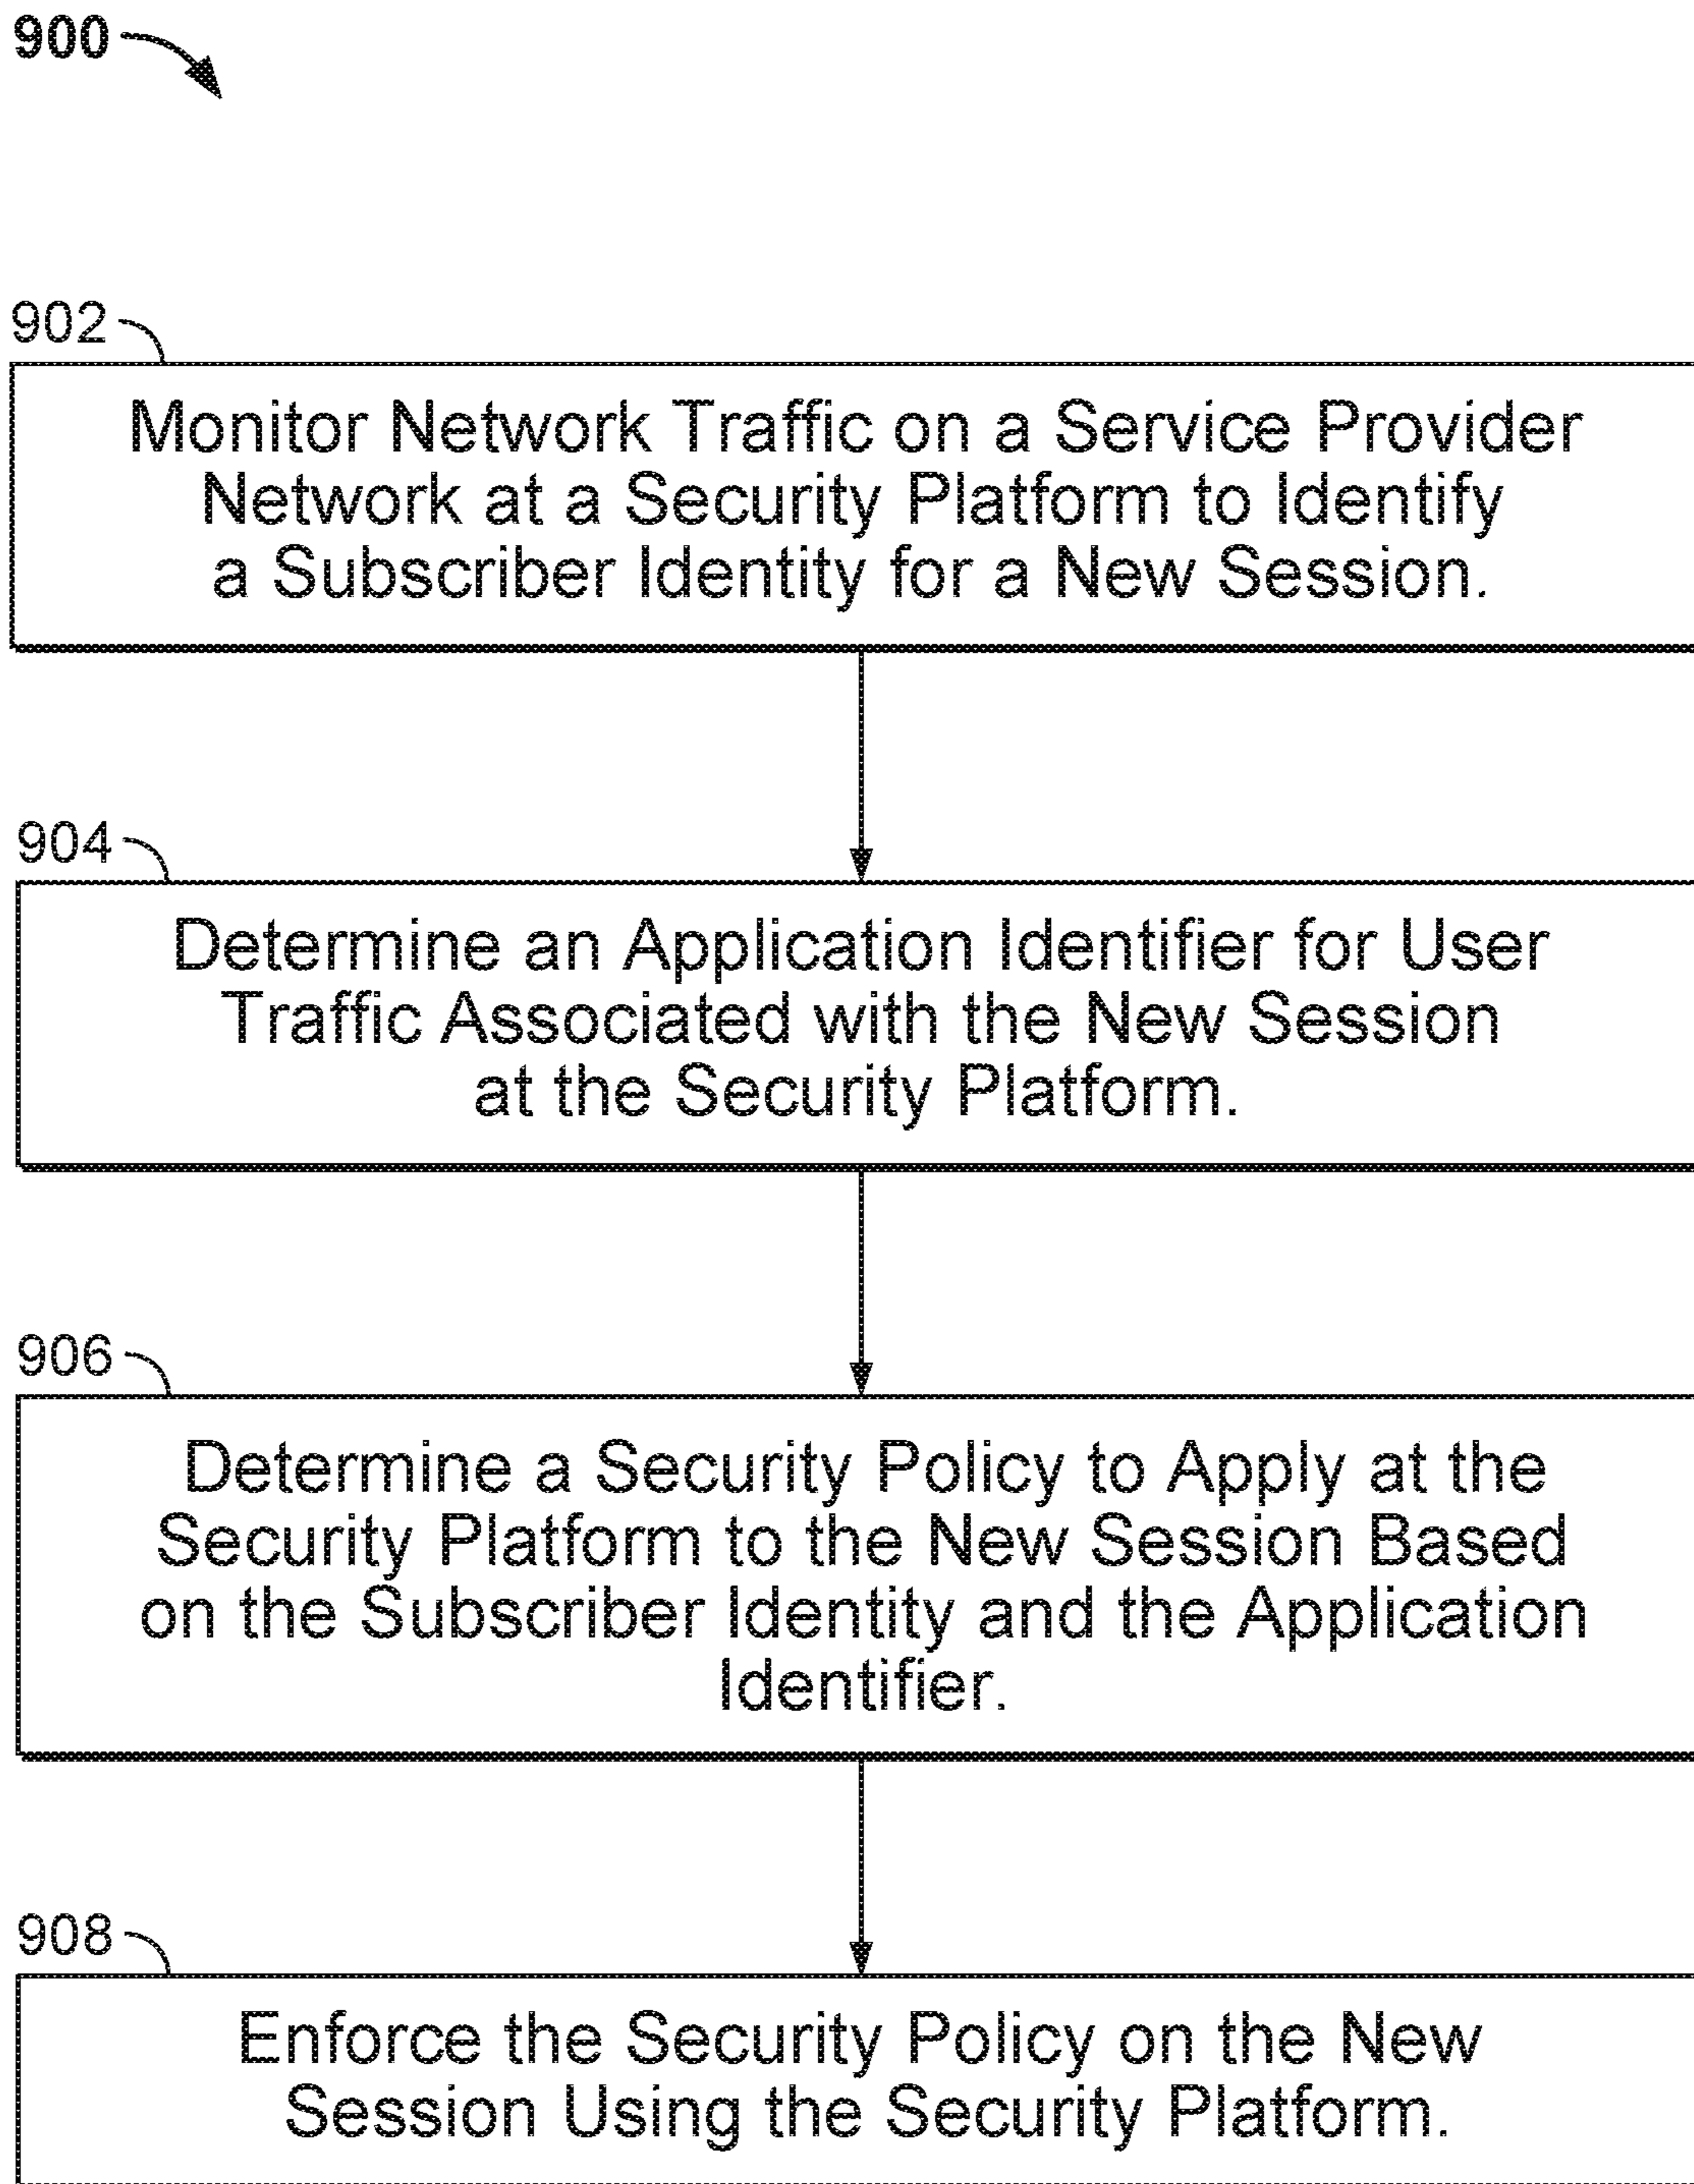 900
902
Monitor Network Traffic on a Service Provider
Network at a Security Platform to Identify
a Subscriber Identity for a New Session.
904
Determine an Application Identifier for User
Traffic Associated with the New Session
at the Security Platform.
906
Determine a Security Policy to Apply at the
Security Platform to the New Session Based
on the Subscriber Identity and the Application
Identifier.
908
Enforce the Security Policy on the New
Session Using the Security Platform.